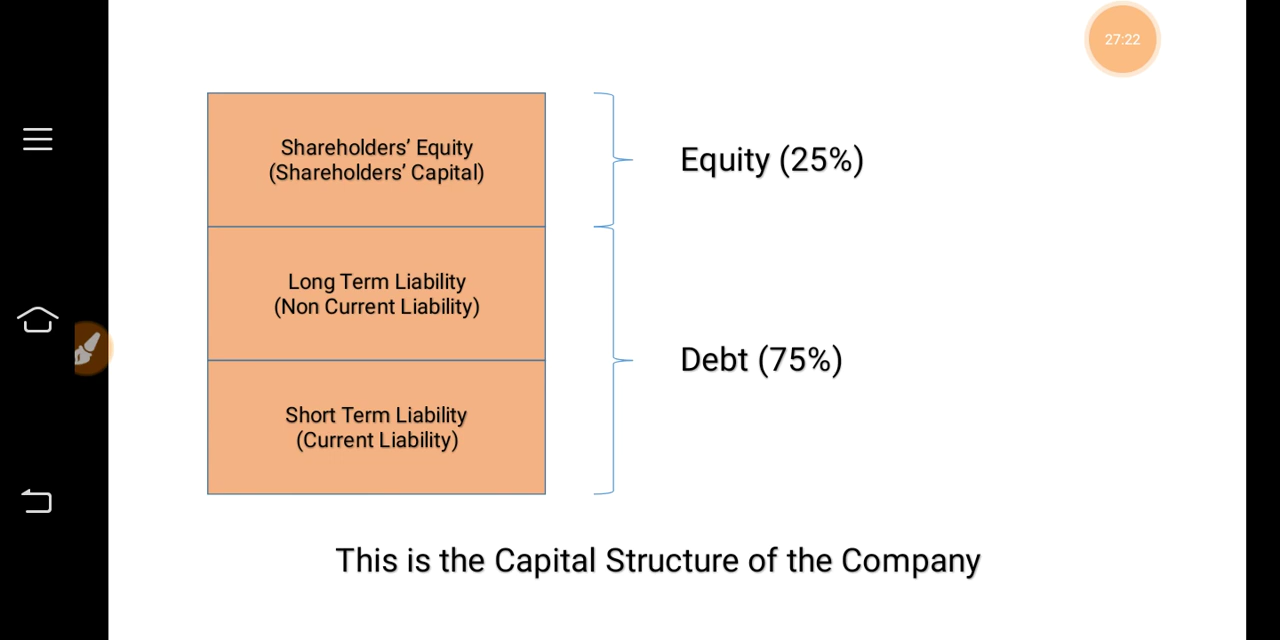 27:22
Shareholders’ Equity
(Shareholders’ Capital)
Equity (25%)
Long Term Liability
(Non Current Liability)
Debt (75%)
Short Term Liability
(Current Liability)
This is the Capital Structure of the Company